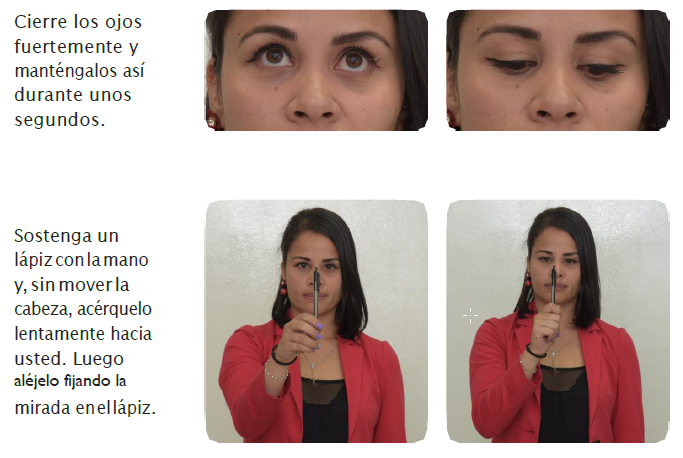 Cierre los ojos
fuertemente y
manténgalos así
durante unos
segundos.
Sostenga un
lápiz con la mano
y, sin mover la
cabeza, acérquelo
lentamente hacia
usted. Luego
aléjelo fijando la
mirada en el lápiz.